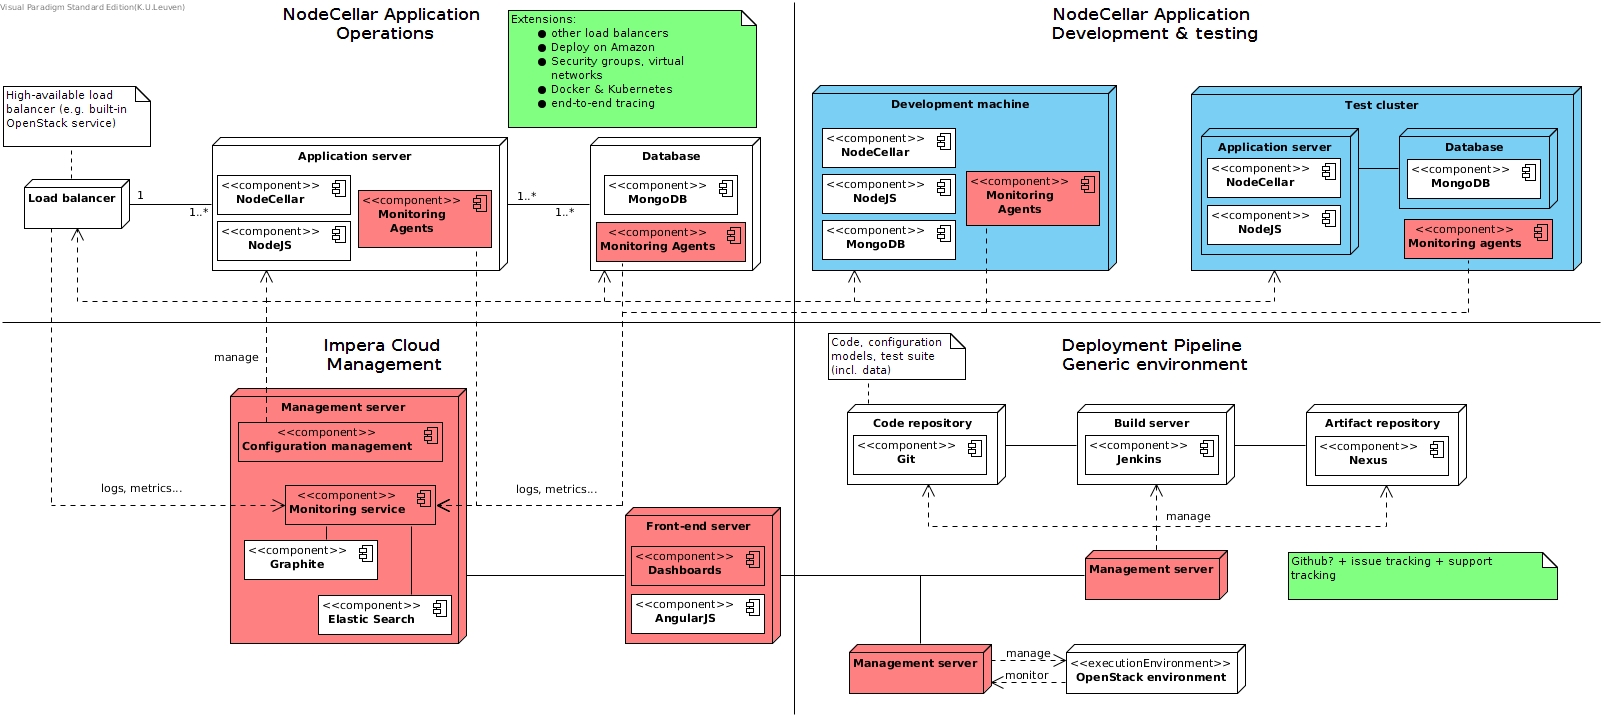 Visual Paradigm Standard Edition(K.U.Leuven)
NodeCellar Application
Operations
Extensions:
● other load balancers
● Deploy on Amazon
● Security groups, virtual
networks
● Docker & Kubernetes
● end-to-end tracing
High-available load
balancer (e.g. built-in
OpenStack service)
Load balancer
1
1..*
Application server
<<component>>
NodeCellar
<<component>>
NodeJS
<<component>>
Monitoring
Agents
1..*
1..*
Database
<<component>>
MongoDB
<<component>>
Monitoring Agents
NodeCellar Application
Development & testing
Development machine
<<component>>
NodeCellar
<<component>>
NodeJS
<<component>>
MongoDB
<<component>>
Monitoring
Agents
Test cluster
Application server
<<component>>
NodeCellar
<<component>>
NodeJS
Database
<<component>>
MongoDB
<<component>>
Monitoring agents
Impera Cloud
Management
manage
Management server
<<component>>
Configuration management
<<component>>
Monitoring service
logs, metrics...
logs, metrics...
<<component>>
Graphite
<<component>>
Elastic Search
Front-end server
<<component>>
Dashboards
<<component>>
AngularJS
Deployment Pipeline
Generic environment
Code, configuration
models, test suite
(incl. data)
Code repository
<<component>>
Git
Build server
<<component>>
Jenkins
Artifact repository
<<component>>
Nexus
manage
Management server
Github? + issue tracking + support
tracking
Management server
manage
monitor
<<executionEnvironment>>
OpenStack environment